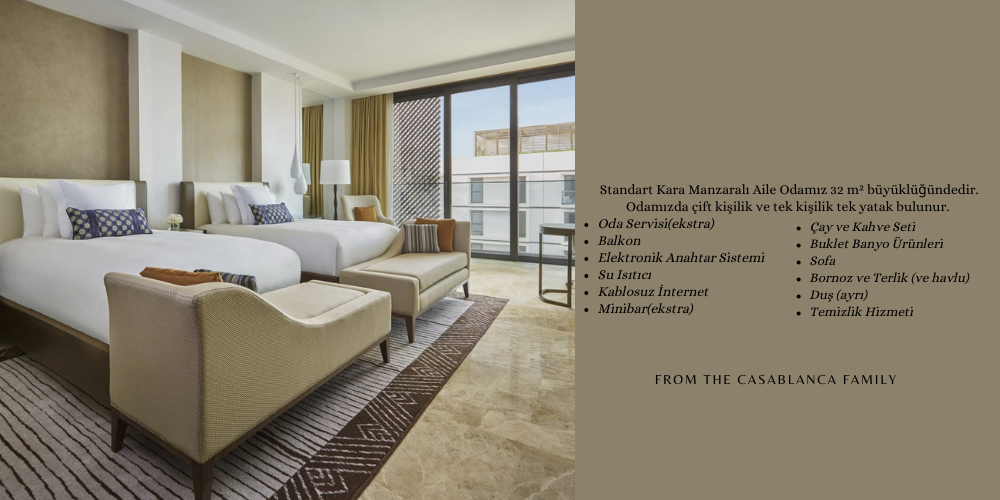 Standart Kara Manzaralı Aile Odamız 32 m² büyüklüğündedir.
Odamızda çift kişilik ve tek kişilik tek yatak bulunur.
• Oda Servisi(ekstra)
• Balkon
• Elektronik Anahtar Sistemi
• Su Isıtıcı
• Kablosuz İnternet
• Minibar(ekstra)
• Çay ve Kahve Seti
• Buklet Banyo Ürünleri
• Sofa
• Bornoz ve Terlik (ve havlu)
• Duş (ayrı)
• Temizlik Hizmeti
FROM THE CASABLANCA FAMILY